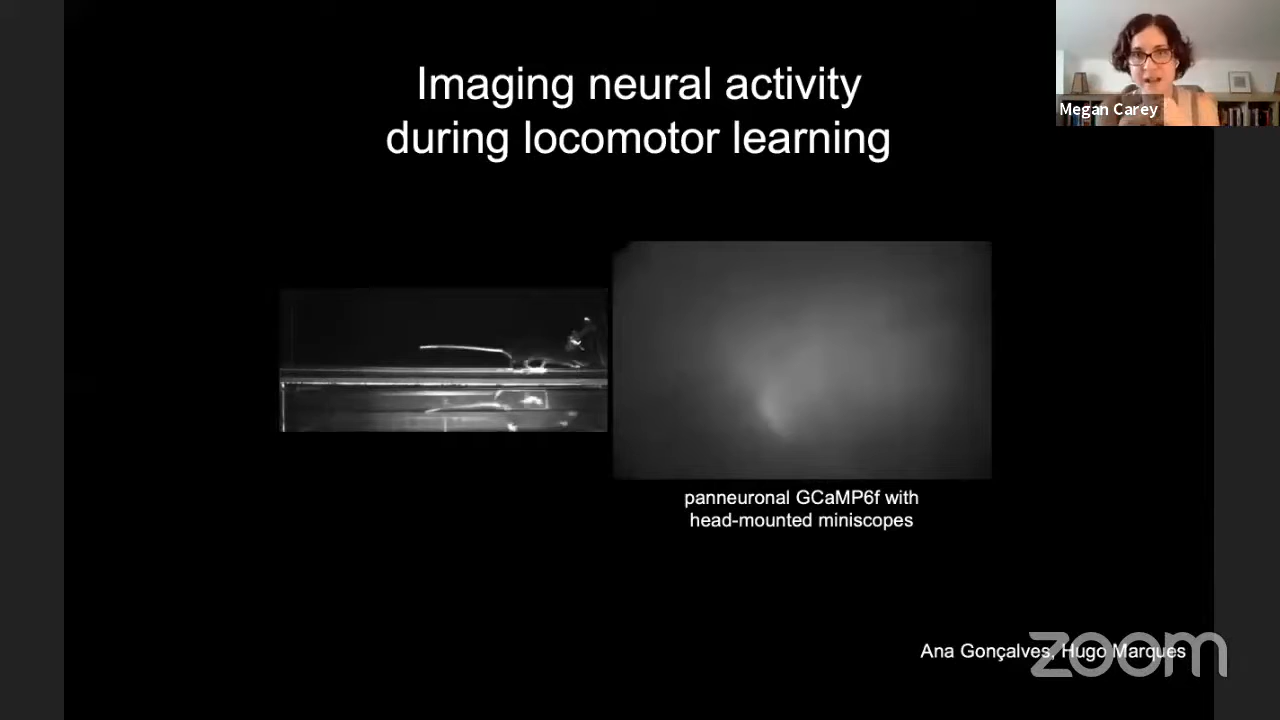 Imaging neural activity
during locomotor learning
Megan Carey
panneuronal GCaMP6f with
head-mounted miniscopes
Ana Gonçalves, Hugo Marques
zoom